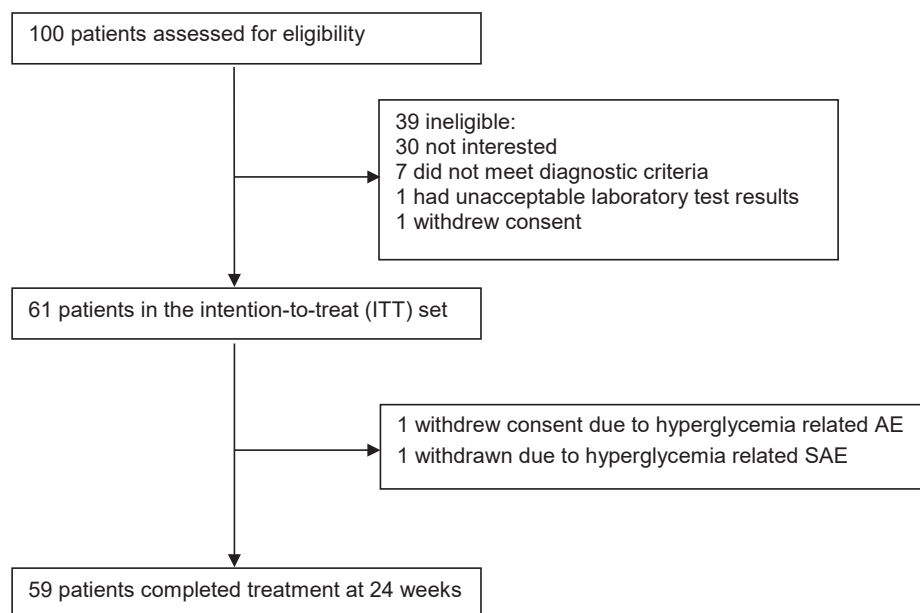 100 patients assessed for eligibility
39 ineligible:
30 not interested
7 did not meet diagnostic criteria
1 had unacceptable laboratory test results
1 withdrew consent
61 patients in the intention-to-treat (ITT) set
1 withdrew consent due to hyperglycemia related AE
1 withdrawn due to hyperglycemia related SAE
59 patients completed treatment at 24 weeks